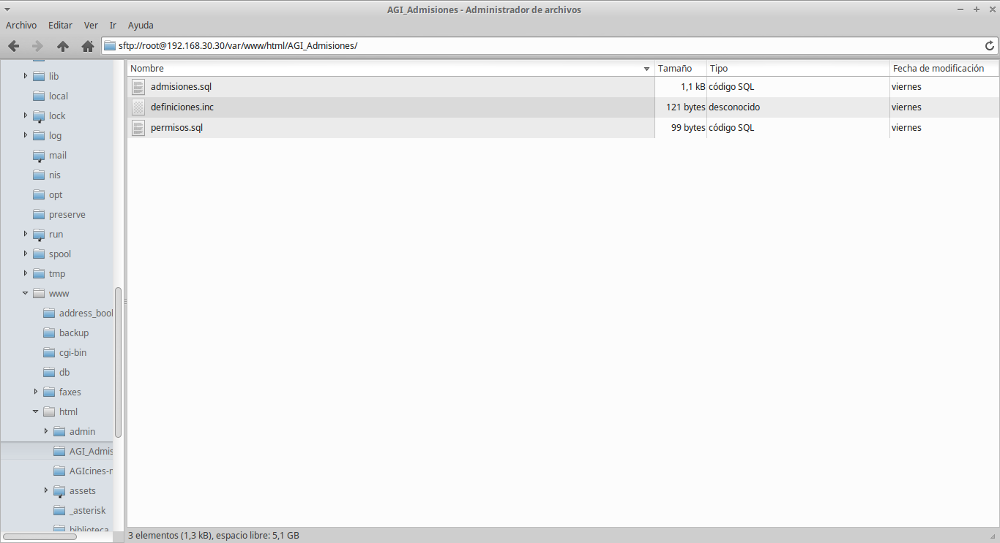 AGI_Admisiones - Administrador de archivos
Archivo Editar Ver Ir Ayuda
sftp://root@192.168.30.30/var/www/html/AGI_Admisiones/
lib
local
lock
log
mail
nis
opt
preserve
run
spool
tmp
www
address_bool
backup
cgi-bin
db
faxes
html
admin
AGI_Admis
AGIcines-r
assets
_asterisk
biblioteca
Nombre Tamaño Tipo Fecha de modificación
admisiones.sql 1,1 kB código SQL viernes
definiciones.inc 121 bytes desconocido viernes
permisos.sql 99 bytes código SQL viernes
3 elementos (1,3 kB), espacio libre: 5,1 GB